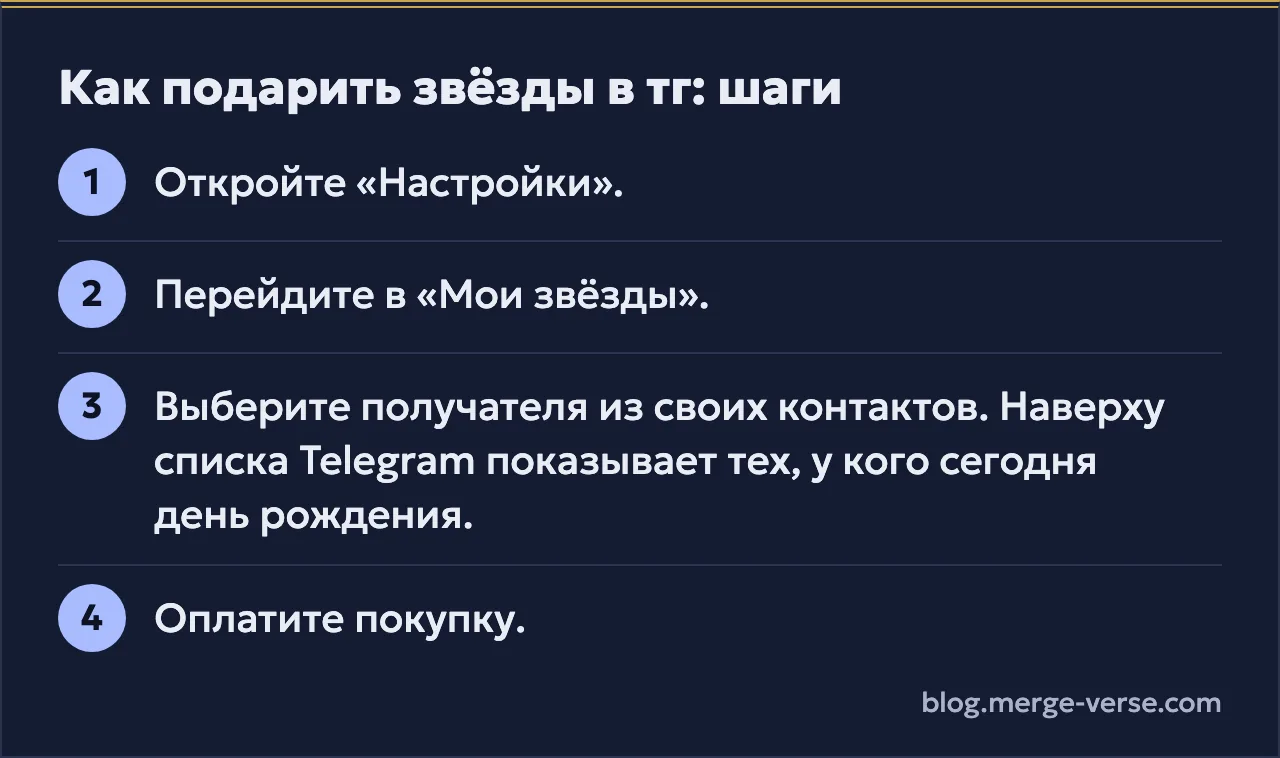 Как подарить звёзды в тг: шаги
1 Откройте «Настройки».
2 Перейдите в «Мои звёзды».
3 Выберите получателя из своих контактов. Наверху
списка Telegram показывает тех, у кого сегодня
день рождения.
4 Оплатите покупку.
blog.merge-verse.com